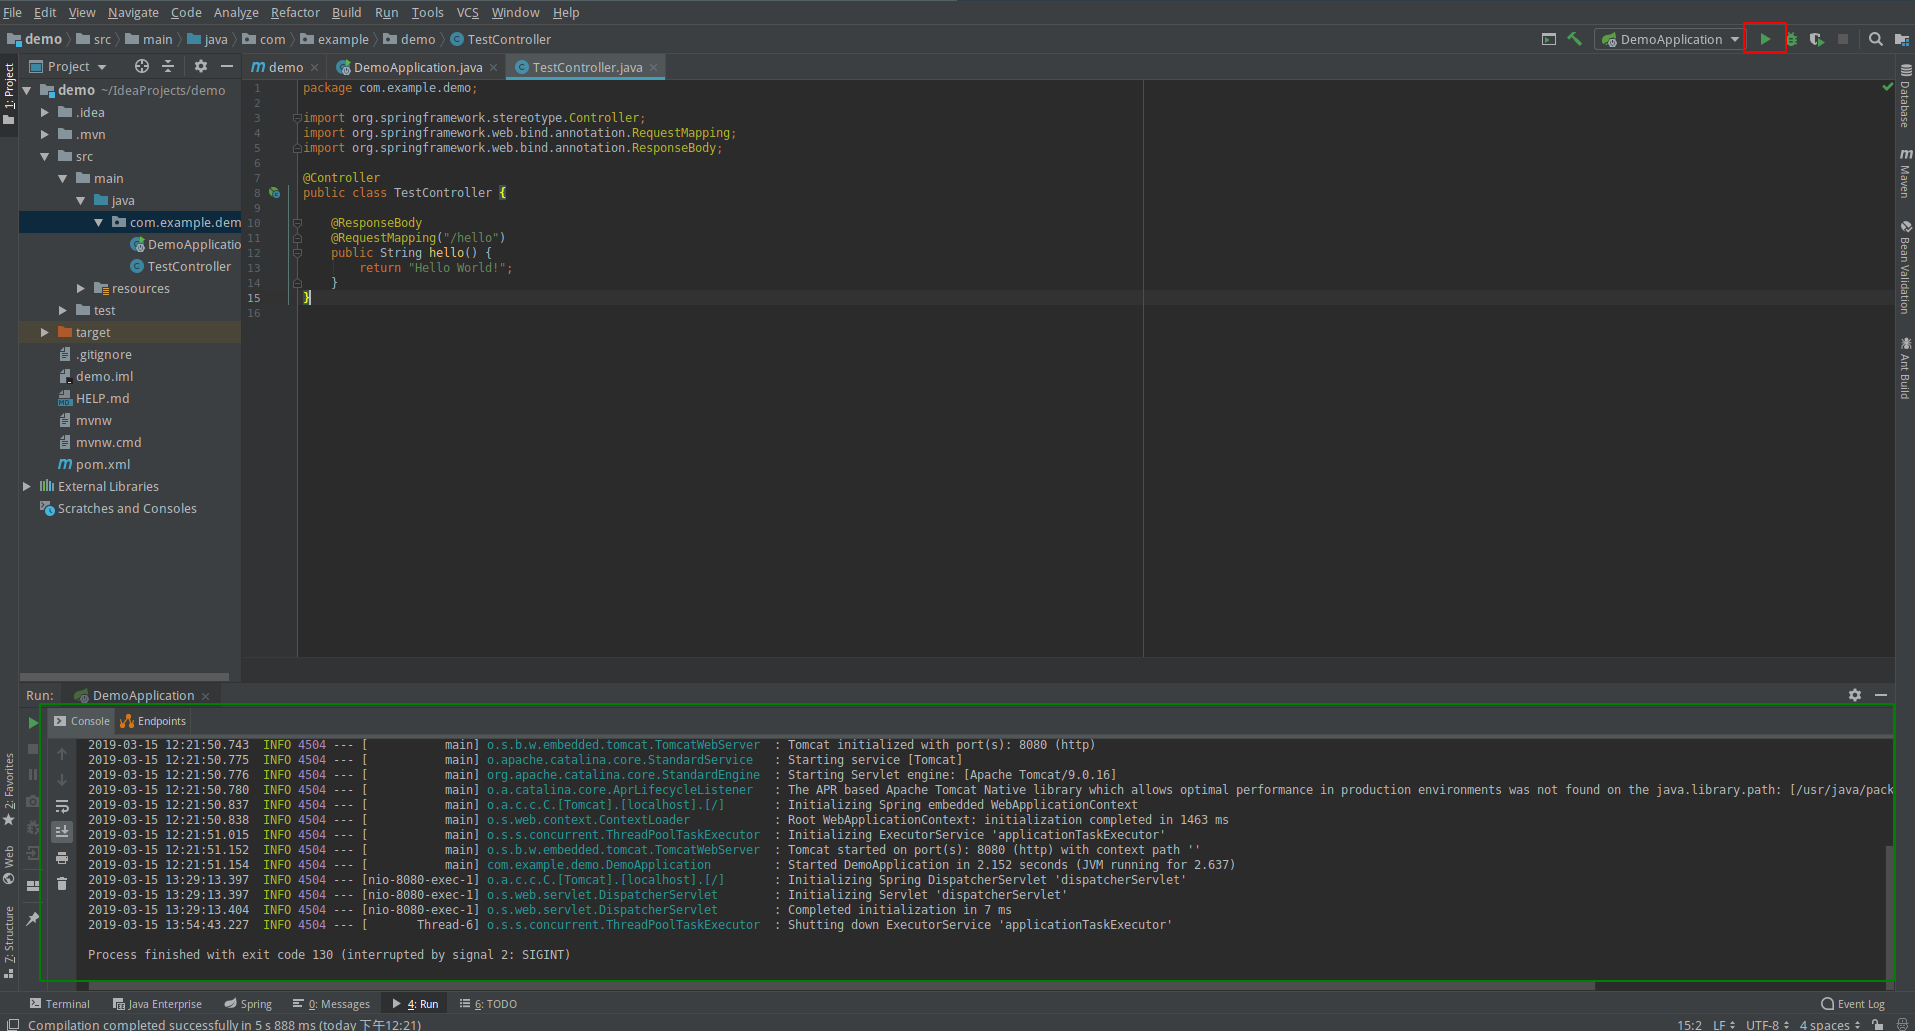 File Edit View Navigate Code Analyze Refactor Build Run Tools VCS Window Help
demo src main java com example demo TestController
DemoApplication
Project
demo
DemoApplication.java
TestController.java
1: Project
demo ~/IdeaProjects/demo
.idea
.mvn
src
main
java
com.example.dem
DemoApplicatio
TestController
resources
test
target
.gitignore
demo.iml
HELP.md
mvnw
mvnw.cmd
pom.xml
External Libraries
Scratches and Consoles
1 package com.example.demo;
2
3 import org.springframework.stereotype.Controller;
4 import org.springframework.web.bind.annotation.RequestMapping;
5 import org.springframework.web.bind.annotation.ResponseBody;
6
7 @Controller
8 public class TestController {
9
10 @ResponseBody
11 @RequestMapping("/hello")
12 public String hello() {
13 return "Hello World!";
14 }
15 }
16
Database
Maven
Bean Validation
Ant Build
Run: DemoApplication
Console Endpoints
2019-03-15 12:21:50.743 INFO 4504 --- [ main] o.s.b.w.embedded.tomcat.TomcatWebServer : Tomcat initialized with port(s): 8080 (http)
2019-03-15 12:21:50.775 INFO 4504 --- [ main] o.apache.catalina.core.StandardService : Starting service [Tomcat]
2019-03-15 12:21:50.776 INFO 4504 --- [ main] org.apache.catalina.core.StandardEngine : Starting Servlet engine: [Apache Tomcat/9.0.16]
2019-03-15 12:21:50.780 INFO 4504 --- [ main] o.a.catalina.core.AprLifecycleListener : The APR based Apache Tomcat Native library which allows optimal performance in production environments was not found on the java.library.path: [/usr/java/pack
2019-03-15 12:21:50.837 INFO 4504 --- [ main] o.a.c.c.C.[Tomcat].[localhost].[/] : Initializing Spring embedded WebApplicationContext
2019-03-15 12:21:50.838 INFO 4504 --- [ main] o.s.web.context.ContextLoader : Root WebApplicationContext: initialization completed in 1463 ms
2019-03-15 12:21:51.015 INFO 4504 --- [ main] o.s.s.concurrent.ThreadPoolTaskExecutor : Initializing ExecutorService 'applicationTaskExecutor'
2019-03-15 12:21:51.152 INFO 4504 --- [ main] o.s.b.w.embedded.tomcat.TomcatWebServer : Tomcat started on port(s): 8080 (http) with context path ''
2019-03-15 12:21:51.154 INFO 4504 --- [ main] com.example.demo.DemoApplication : Started DemoApplication in 2.152 seconds (JVM running for 2.637)
2019-03-15 13:29:13.397 INFO 4504 --- [nio-8080-exec-1] o.a.c.c.C.[Tomcat].[localhost].[/] : Initializing Spring DispatcherServlet 'dispatcherServlet'
2019-03-15 13:29:13.397 INFO 4504 --- [nio-8080-exec-1] o.s.web.servlet.DispatcherServlet : Initializing Servlet 'dispatcherServlet'
2019-03-15 13:29:13.404 INFO 4504 --- [nio-8080-exec-1] o.s.web.servlet.DispatcherServlet : Completed initialization in 7 ms
2019-03-15 13:54:43.227 INFO 4504 --- [ Thread-6] o.s.s.concurrent.ThreadPoolTaskExecutor : Shutting down ExecutorService 'applicationTaskExecutor'
Process finished with exit code 130 (interrupted by signal 2: SIGINT)
2: Favorites
Web
7: Structure
Terminal Java Enterprise Spring 0: Messages 4: Run 6: TODO Event Log
Compilation completed successfully in 5 s 888 ms (today 下午12:21) 15:2 LF UTF-8 4 spaces